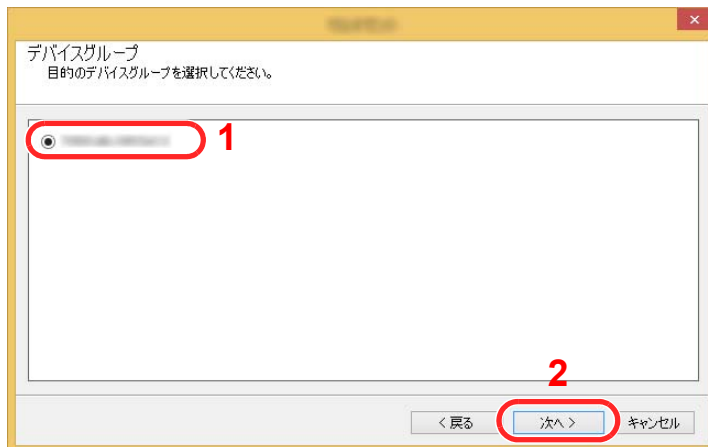 デバイスグループ
目的のデバイスグループを選択してください。
1
2
< 戻る
次へ >
キャンセル